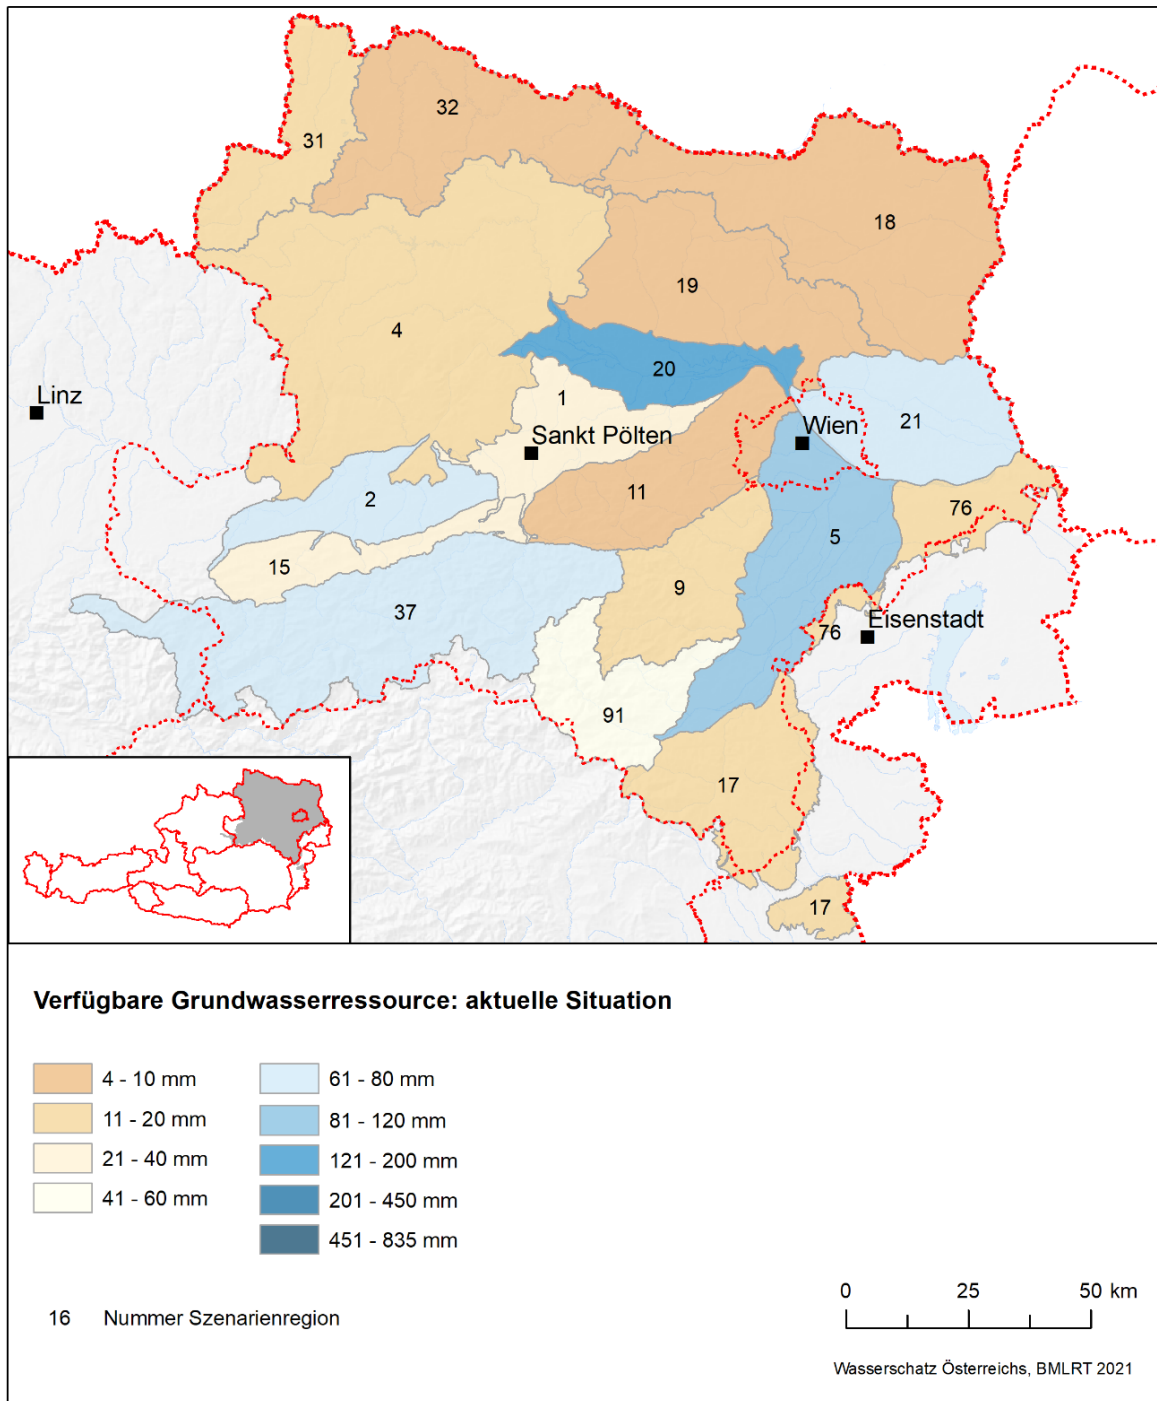 32
31
18
19
4
20
Linz
1
Wien
21
Sankt Pölten
11
2
76
5
15
37
9
Eisenstadt
76
91
17
17
Verfügbare Grundwasserressource: aktuelle Situation
4 - 10 mm
11 - 20 mm
21 - 40 mm
41 - 60 mm
61 - 80 mm
81 - 120 mm
121 - 200 mm
201 - 450 mm
451 - 835 mm
16 Nummer Szenarienregion
0 25 50 km
Wasserschatz Österreichs, BMLRT 2021